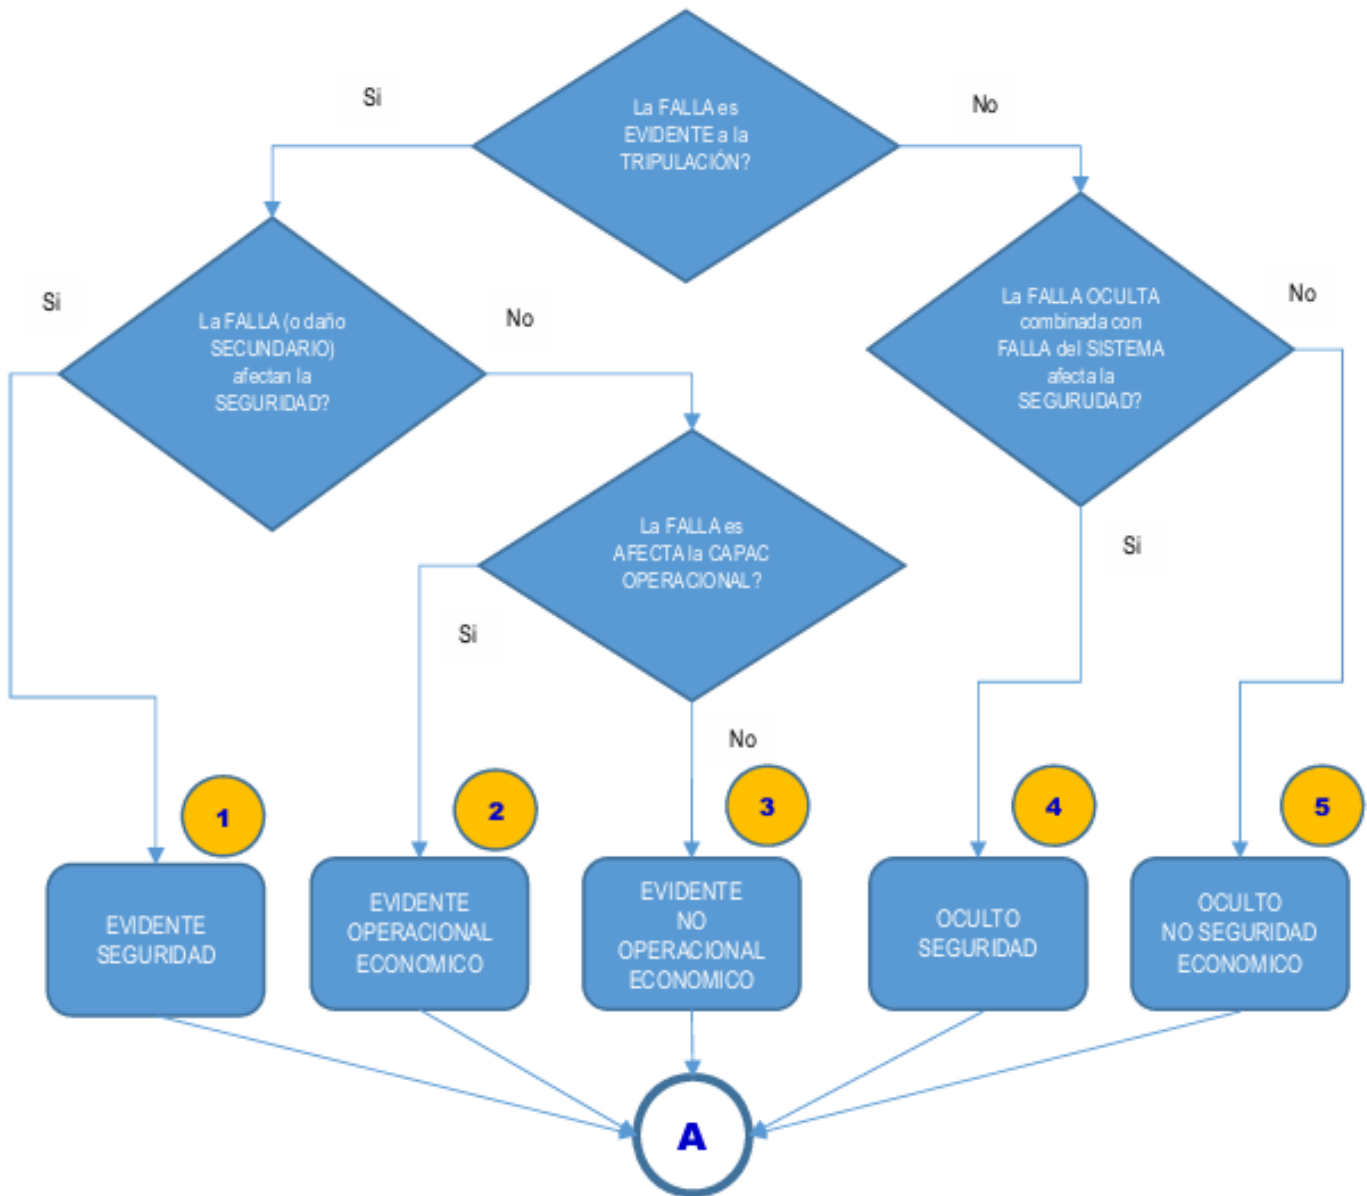 Si
La FALLA es
EVIDENTE a la
TRIPULACIÓN?
No
Si
La FALLA (o daño
SECUNDARIO)
afectan la
SEGURIDAD?
No
La FALLA OCULTA
combinada con
FALLA del SISTEMA
afecta la
SEGURUDAD?
No
La FALLA es
AFECTA la CAPAC
OPERACIONAL?
Si
Si
No
1
2
3
4
5
EVIDENTE
SEGURIDAD
EVIDENTE
OPERACIONAL
ECONOMICO
EVIDENTE
NO
OPERACIONAL
ECONOMICO
OCULTO
SEGURIDAD
OCULTO
NO SEGURIDAD
ECONOMICO
A